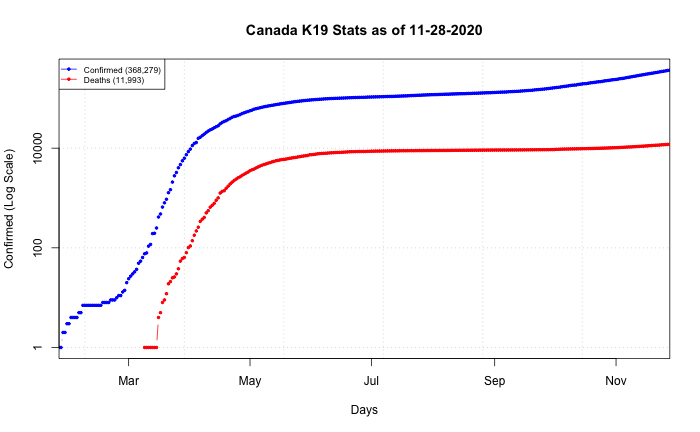 Canada K19 Stats as of 11-28-2020
Confirmed (368,279)
Deaths (11,993)
Confirmed (Log Scale)
10000
100
1
Mar May Jul Sep Nov
Days